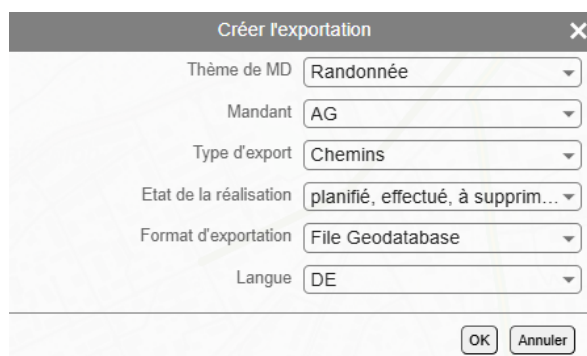 Créer l'exportation
Thème de MD Randonnée
Mandant AG
Type d'export Chemins
Etat de la réalisation planifié, effectué, à supprim...
Format d'exportation File Geodatabase
Langue DE
OK Annuler